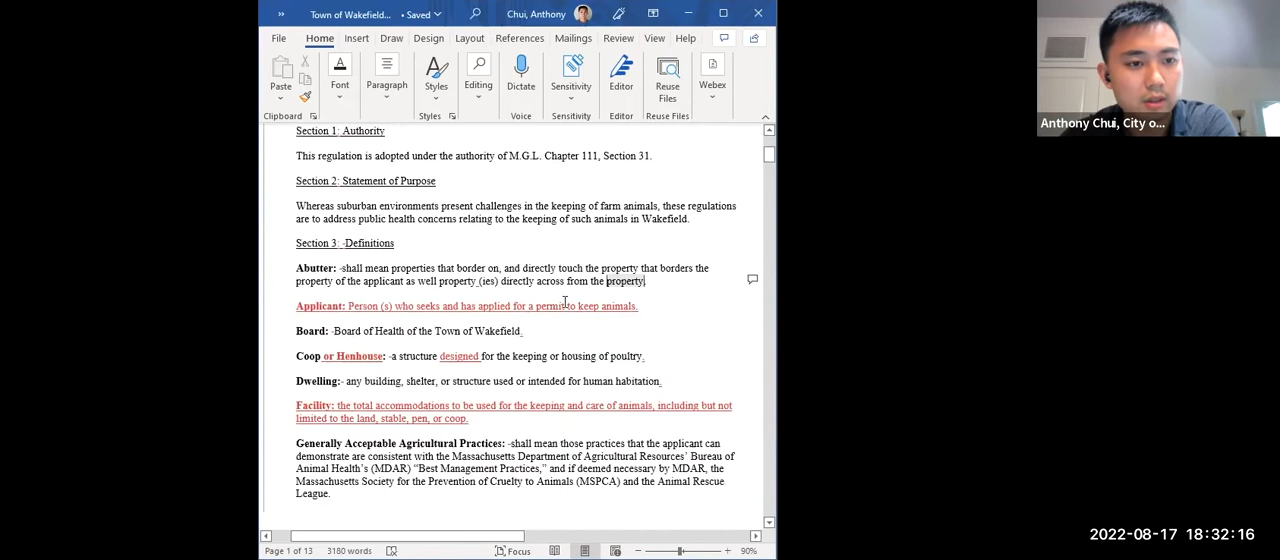 Town of Wakefield... • Saved
Chui, Anthony
File Home Insert Draw Design Layout References Mailings Review View Help
Paste Font Paragraph Styles Editing Dictate Sensitivity Editor Reuse Files Webex
Clipboard Styles Voice Sensitivity Editor Reuse Files Webex
Section 1: Authority
This regulation is adopted under the authority of M.G.L. Chapter 111, Section 31.
Section 2: Statement of Purpose
Whereas suburban environments present challenges in the keeping of farm animals, these regulations
are to address public health concerns relating to the keeping of such animals in Wakefield.
Section 3: -Definitions
Abutter: -shall mean properties that border on, and directly touch the property that borders the
property of the applicant as well property (ies) directly across from the property.
Applicant: Person (s) who seeks and has applied for a permit to keep animals.
Board: -Board of Health of the Town of Wakefield.
Coop or Henhouse: -a structure designed for the keeping or housing of poultry.
Dwelling:- any building, shelter, or structure used or intended for human habitation.
Facility: the total accommodations to be used for the keeping and care of animals, including but not
limited to the land, stable, pen, or coop.
Generally Acceptable Agricultural Practices: -shall mean those practices that the applicant can
demonstrate are consistent with the Massachusetts Department of Agricultural Resources' Bureau of
Animal Health's (MDAR) “Best Management Practices,” and if deemed necessary by MDAR, the
Massachusetts Society for the Prevention of Cruelty to Animals (MSPCA) and the Animal Rescue
League.
Page 1 of 13 3180 words Focus 90%
Anthony Chui, City o...
2022-08-17 18:32:16